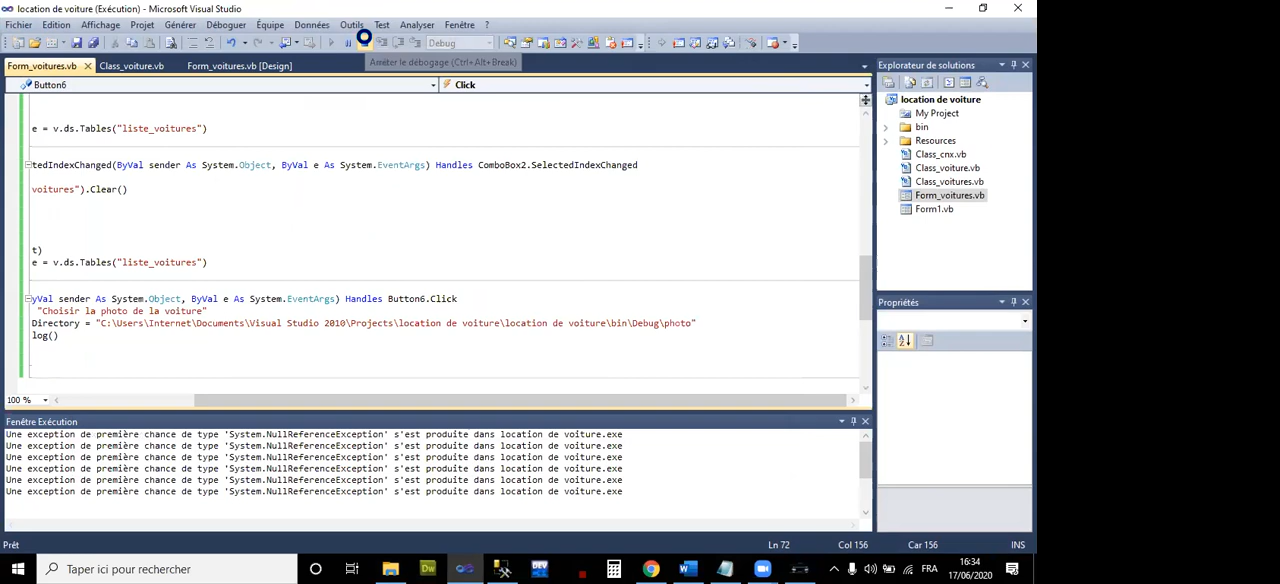 location de voiture (Exécution) - Microsoft Visual Studio
Fichier Edition Affichage Projet Générer Déboguer Équipe Données Outils Test Analyser Fenêtre ?
Debug
Form_voitures.vb Class_voiture.vb Form_voitures.vb [Design]
Arrêter le débogage (Ctrl+Alt+Break)
Button6 Click
e = v.ds.Tables("liste_voitures")
tedIndexChanged(ByVal sender As System.Object, ByVal e As System.EventArgs) Handles ComboBox2.SelectedIndexChanged
voitures").Clear()
t)
e = v.ds.Tables("liste_voitures")
yVal sender As System.Object, ByVal e As System.EventArgs) Handles Button6.Click
"Choisir la photo de la voiture"
Directory = "C:\Users\Internet\Documents\Visual Studio 2010\Projects\location de voiture\location de voiture\bin\Debug\photo"
log()
100 %
Explorateur de solutions
location de voiture
My Project
bin
Resources
Class_cnx.vb
Class_voiture.vb
Class_voitures.vb
Form_voitures.vb
Form1.vb
Propriétés
Fenêtre Exécution
Une exception de première chance de type 'System.NullReferenceException' s'est produite dans location de voiture.exe
Une exception de première chance de type 'System.NullReferenceException' s'est produite dans location de voiture.exe
Une exception de première chance de type 'System.NullReferenceException' s'est produite dans location de voiture.exe
Une exception de première chance de type 'System.NullReferenceException' s'est produite dans location de voiture.exe
Une exception de première chance de type 'System.NullReferenceException' s'est produite dans location de voiture.exe
Une exception de première chance de type 'System.NullReferenceException' s'est produite dans location de voiture.exe
Prêt Ln 72 Col 156 Car 156 INS
Taper ici pour rechercher
Dw
DEV
FRA
16:34
17/06/2020